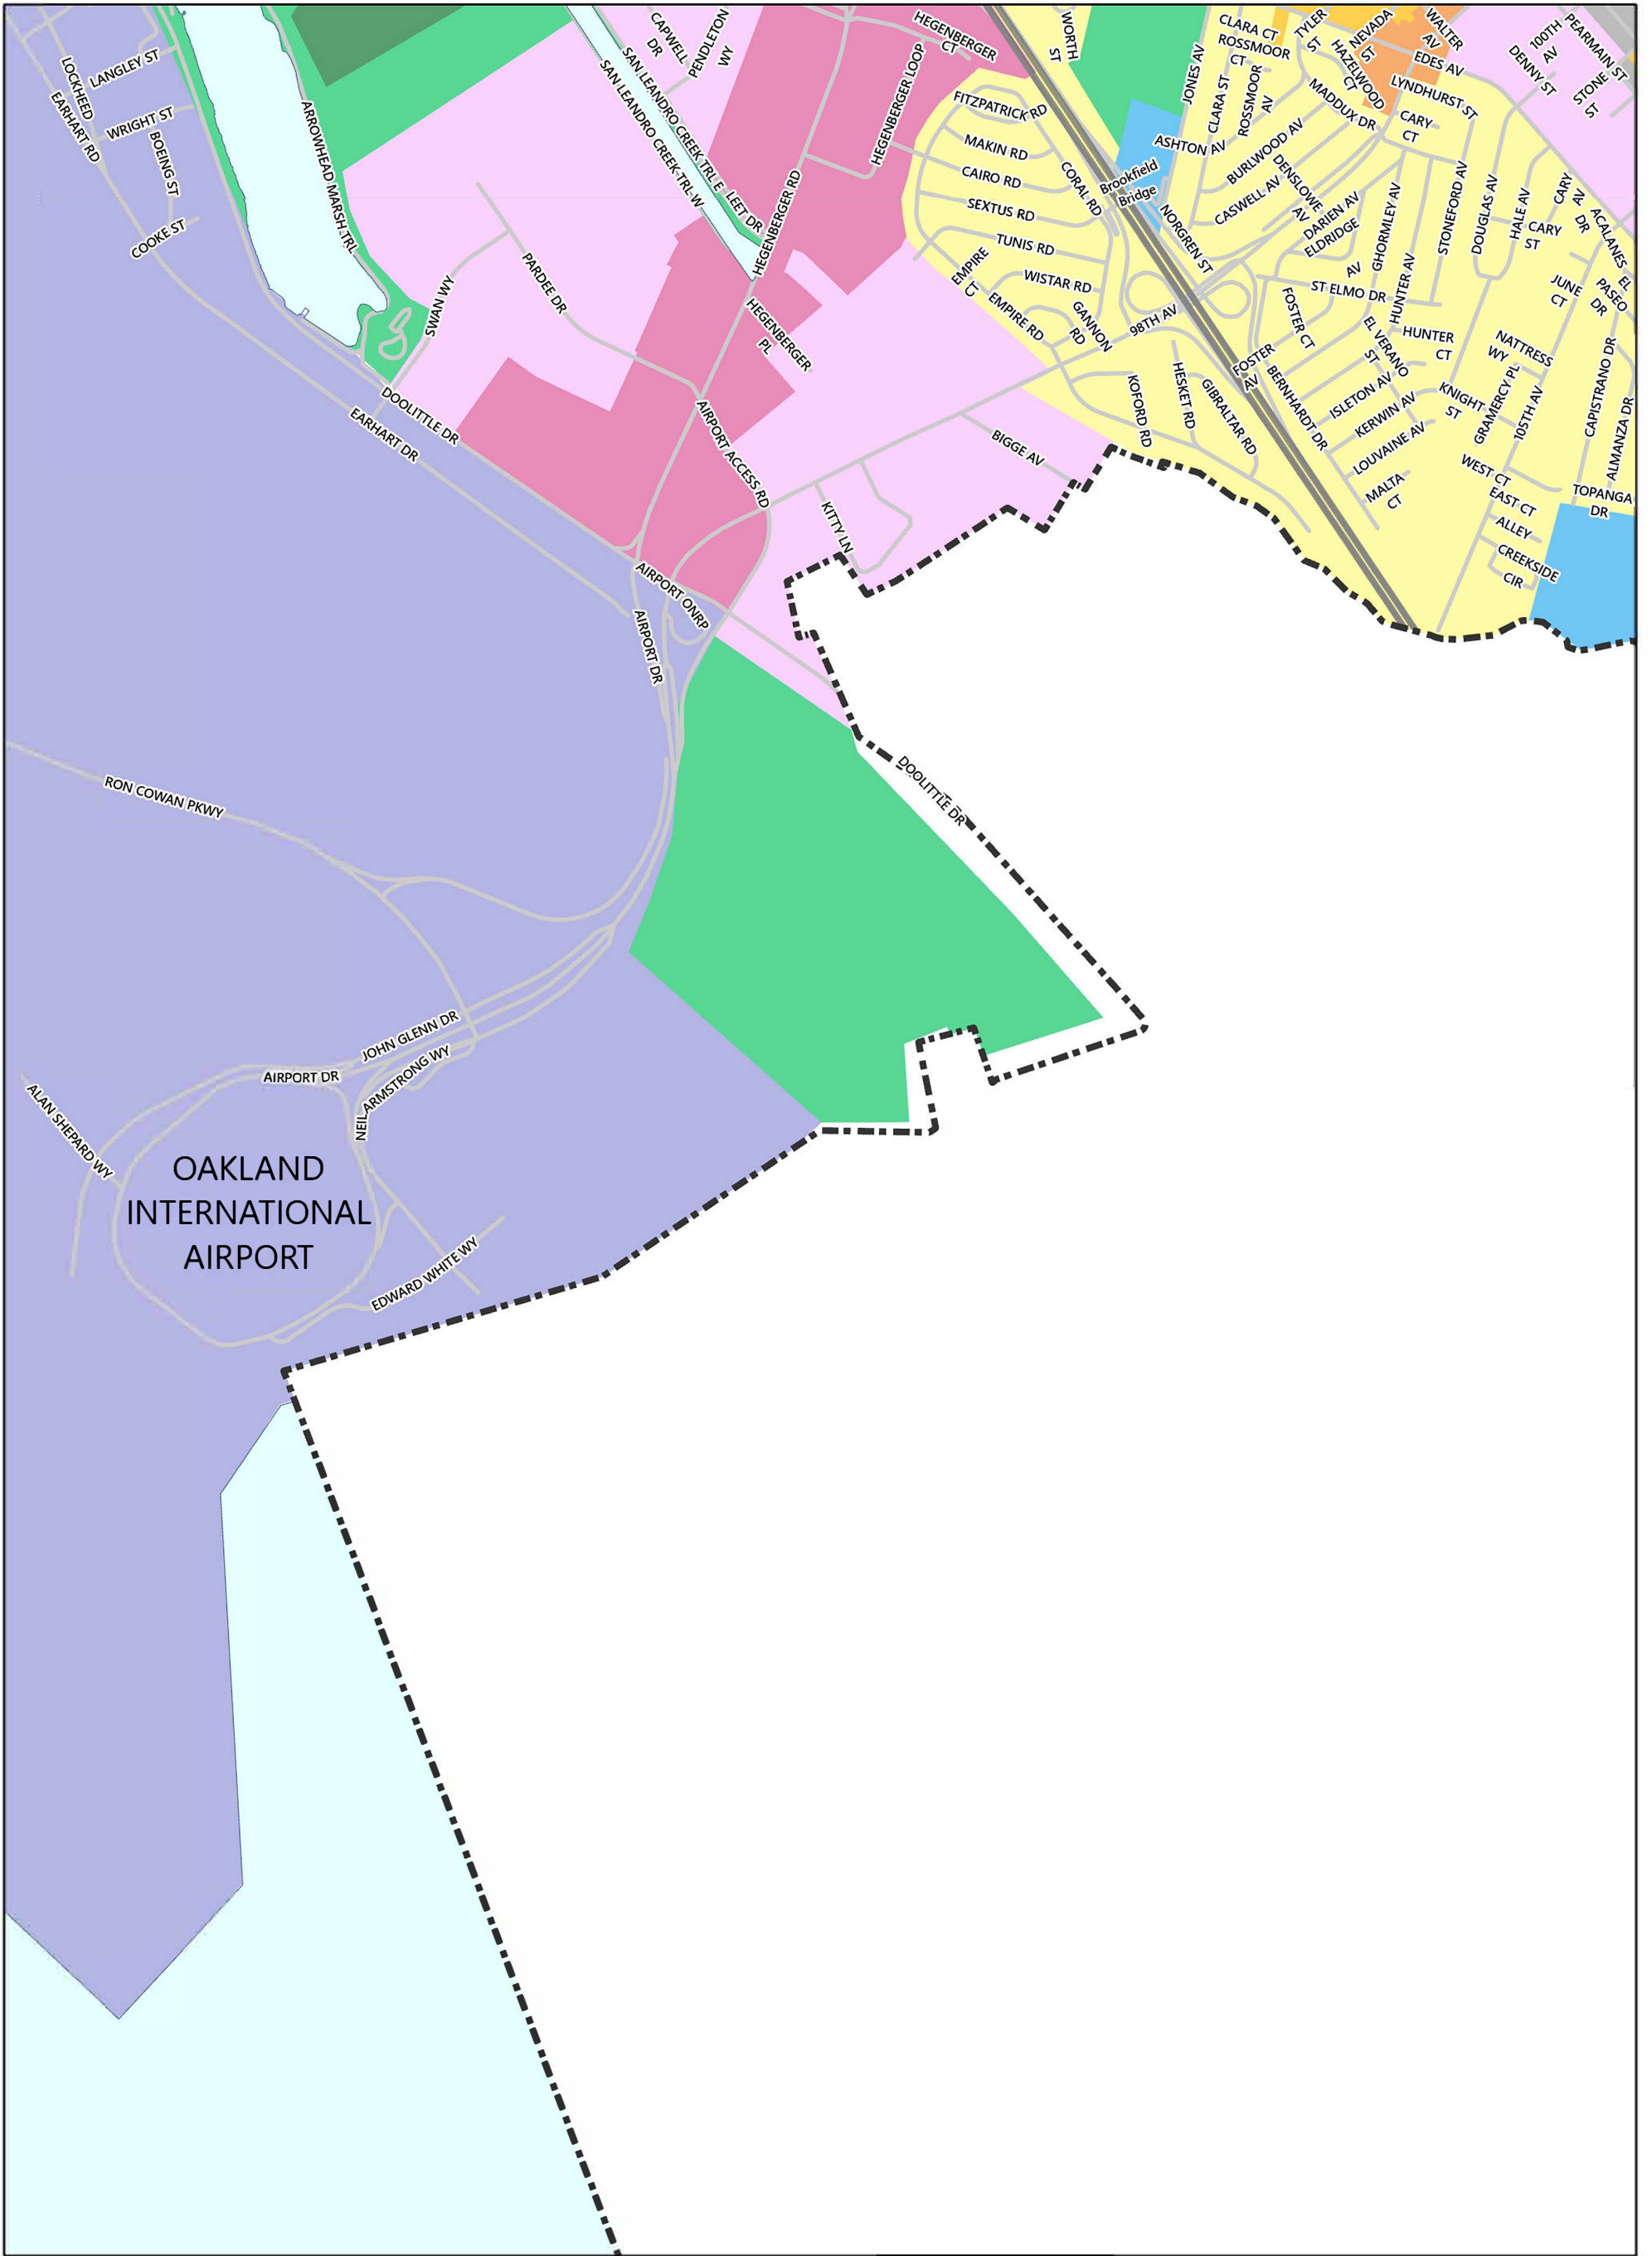 LOCKHEED
LANGLEY ST
EARHART RD
WRIGHT ST
BOEING ST
COOKE ST
ARROWHEAD MARSH TRL
CAPWELL
DR
PENDLETON
WY
SAN LEANDRO CREEK TRL E
SAN LEANDRO CREEK TRL W
LEET DR
HEGENBERGER RD
HEGENBERGER LOOP
HEGENBERGER
CT
SWAN WY
PARDEE DR
HEGENBERGER
PL
DOOLITTLE DR
EARHART DR
AIRPORT ACCESS RD
AIRPORT ONRP
AIRPORT DR
KITTY LN
BIGGE AV
98TH AV
WORTH
ST
FITZPATRICK RD
MAKIN RD
CAIRO RD
SEXTUS RD
TUNIS RD
WISTAR RD
EMPIRE
CT
EMPIRE RD
GANNON
RD
CORAL RD
Brookfield
Bridge
JONES AV
ASHTON AV
NORGREN ST
CLARA CT
ROSSMOOR
CT
CLARA ST
ROSSMOOR
AV
TYLER
ST
NEVADA
ST
HAZELWOOD
CT
WALTER
AV
EDES AV
LYNDHURST ST
MADDUX DR
CARY
CT
BURLWOOD AV
CASWELL AV
DENSLOWE
AV
DARIEN AV
ELDRIDGE
AV
GHORMLEY AV
ST ELMO DR
HUNTER AV
STONEFORD AV
DOUGLAS AV
HALE AV
CARY
AV
CARY
ST
DR
ACALANES
EL
PASEO
DR
JUNE
CT
100TH
AV
DENNY ST
PEARMAIN ST
STONE
ST
HESKET RD
KOFORD RD
GIBRALTAR RD
FOSTER CT
FOSTER
AV
BERNHARDT DR
EL VERANO
ST
HUNTER
CT
ISLETON AV
KERWIN AV
LOUVAINE AV
MALTA
CT
KNIGHT
ST
NATTRESS
WY
GRAMERCY PL
105TH AV
CAPISTRANO DR
ALMANZA DR
WEST CT
EAST CT
ALLEY
CREEKSIDE
CIR
TOPANGA
DR
DOOLITTLE DR
RON COWAN PKWY
JOHN GLENN DR
AIRPORT DR
NEIL ARMSTRONG WY
ALAN SHEPARD WY
EDWARD WHITE WY
OAKLAND
INTERNATIONAL
AIRPORT